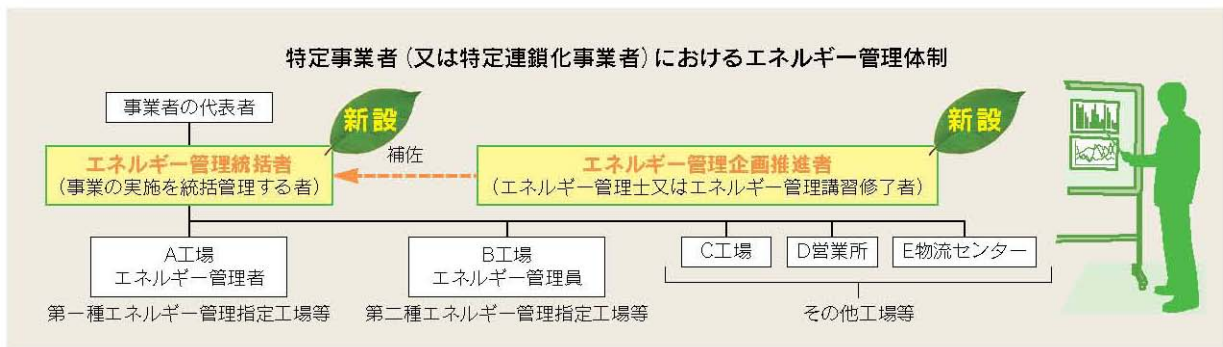 特定事業者（又は特定連鎖化事業者）におけるエネルギー管理体制
事業者の代表者
新設
エネルギー管理統括者
（事業の実施を統括管理する者）
補佐
新設
エネルギー管理企画推進者
（エネルギー管理士又はエネルギー管理講習修了者）
A工場
エネルギー管理者
第一種エネルギー管理指定工場等
B工場
エネルギー管理員
第二種エネルギー管理指定工場等
C工場
D営業所
E物流センター
その他工場等